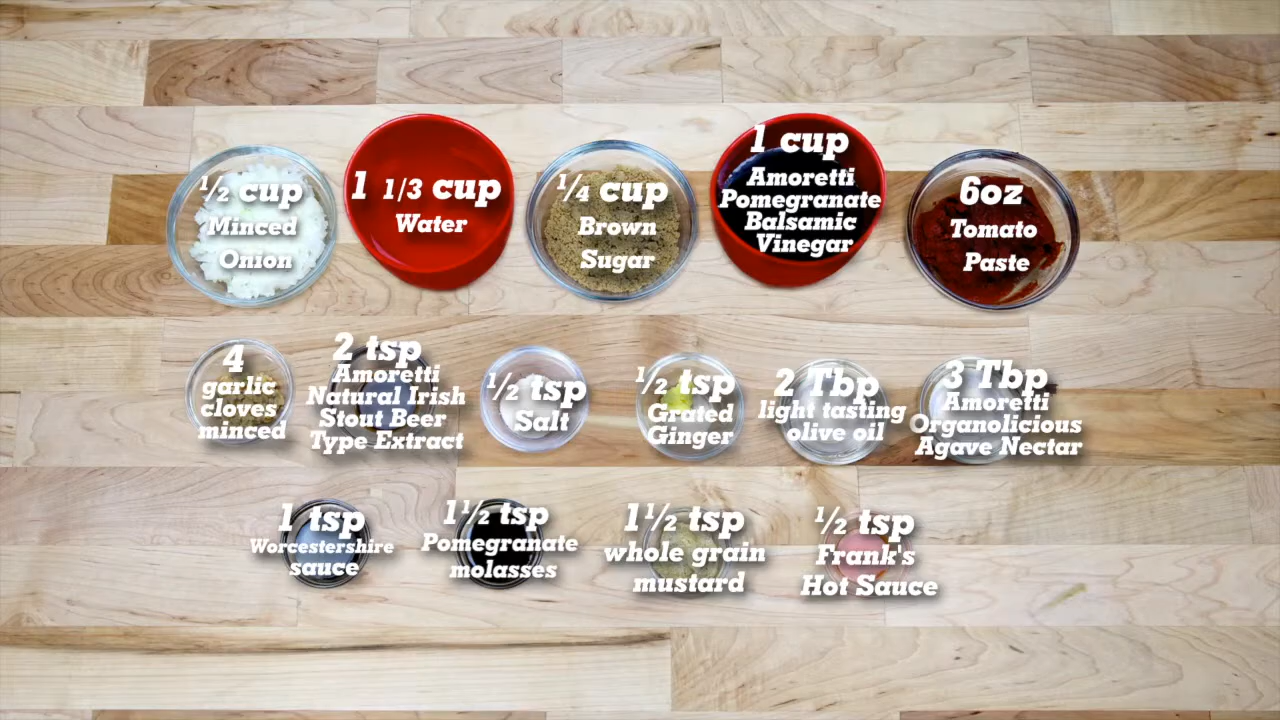 ½ cup
Minced
Onion
1 1/3 cup
Water
¼ cup
Brown
Sugar
1 cup
Amoretti
Pomegranate
Balsamic
Vinegar
6oz
Tomato
Paste
4
garlic
cloves
minced
2 tsp
Amoretti
Natural Irish
Stout Beer
Type Extract
½ tsp
Salt
½ tsp
Grated
Ginger
2 Tbp
light tasting
olive oil
3 Tbp
Amoretti
Organolicious
Agave Nectar
1 tsp
Worcestershire
sauce
1½ tsp
Pomegranate
molasses
1½ tsp
whole grain
mustard
½ tsp
Frank's
Hot Sauce